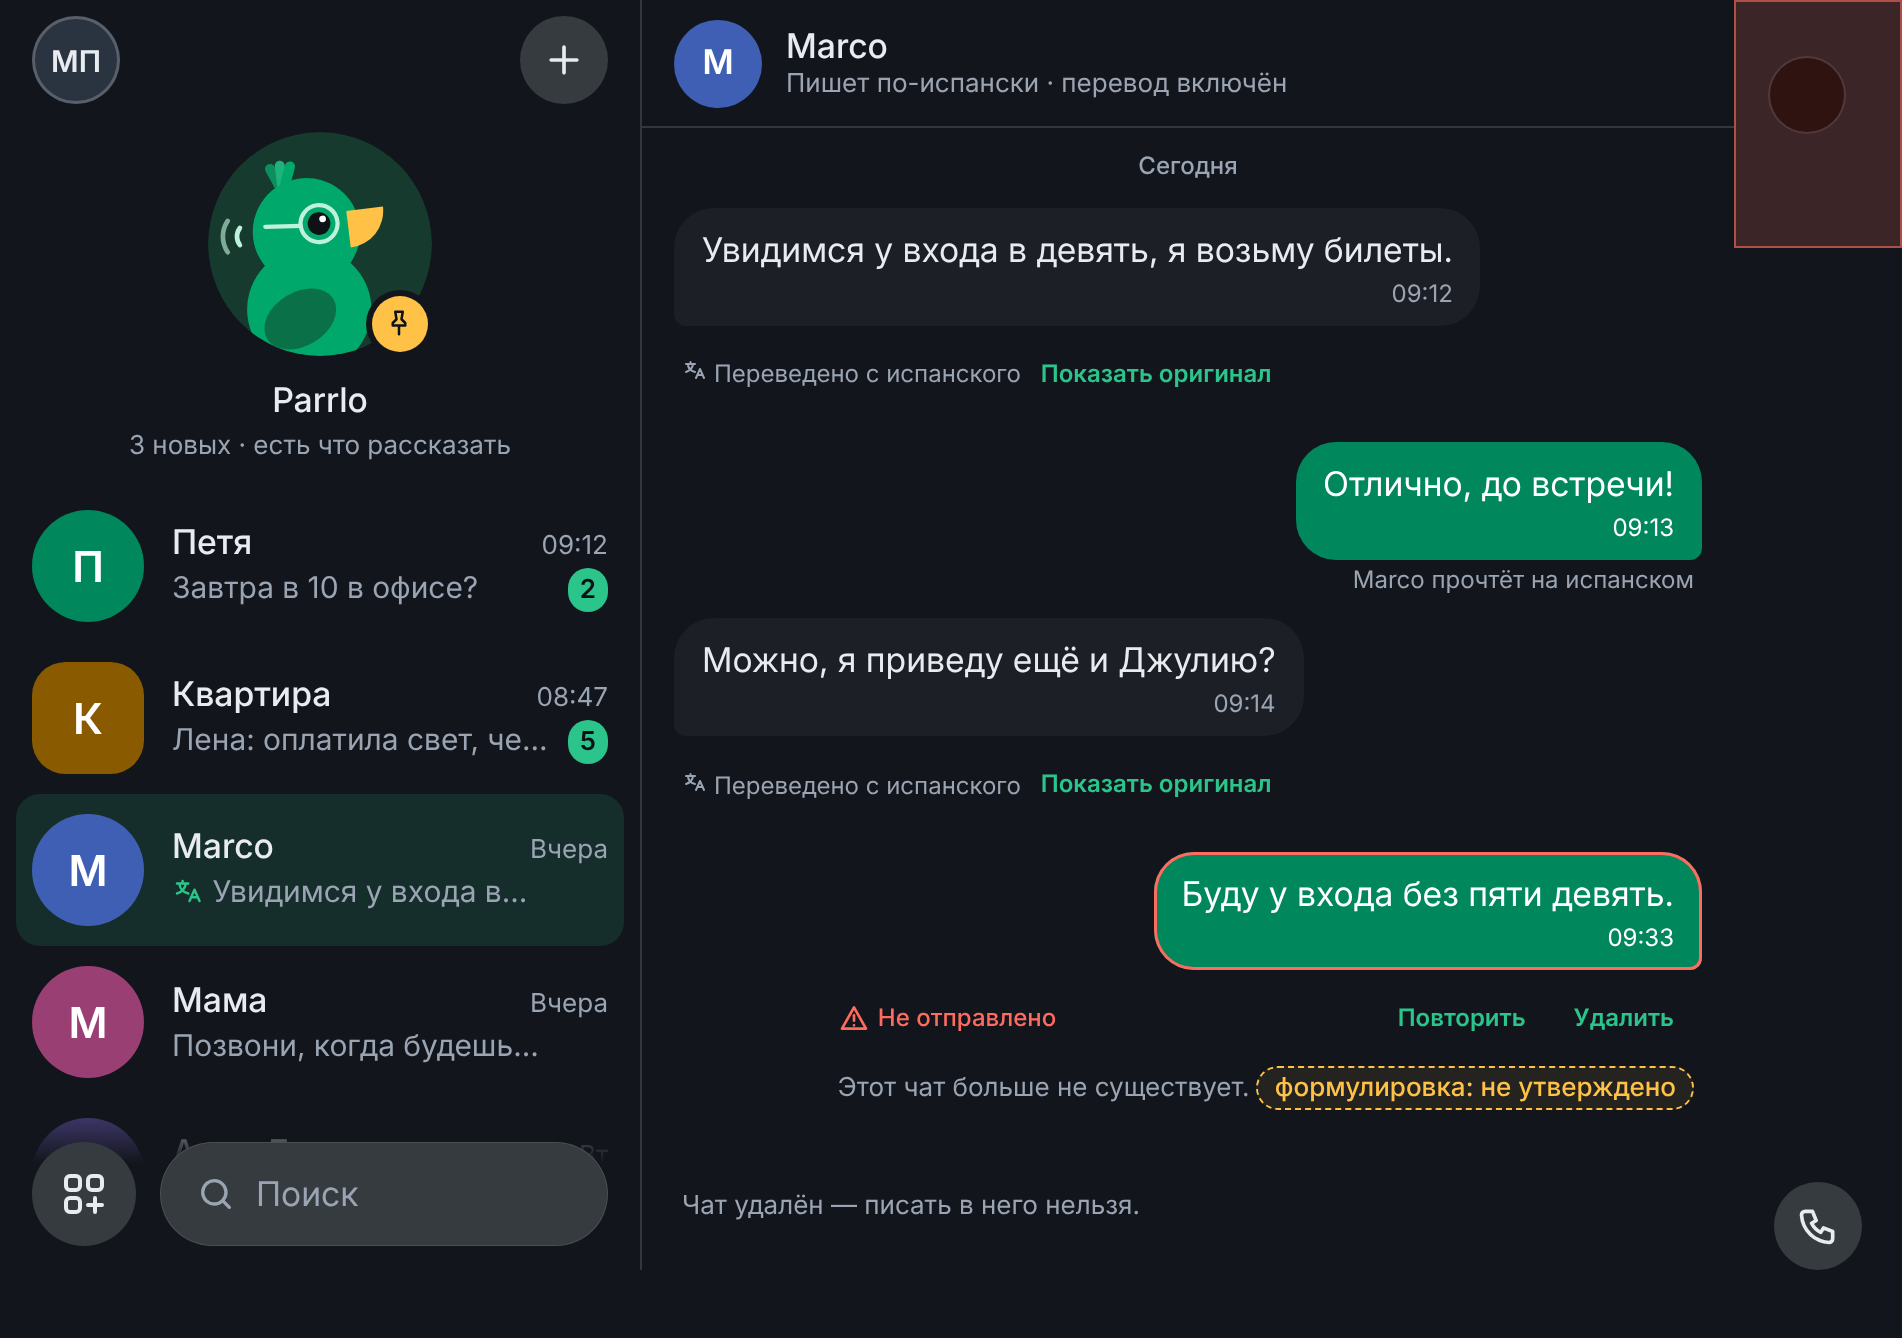 МП
Parrlo
3 новых · есть что рассказать
П
Петя
09:12
Завтра в 10 в офисе?
2
К
Квартира
08:47
Лена: оплатила свет, че...
5
M
Marco
Вчера
Увидимся у входа в...
М
Мама
Вчера
Позвони, когда будешь...
Поиск
M
Marco
Пишет по-испански · перевод включён
Сегодня
Увидимся у входа в девять, я возьму билеты.
09:12
Переведено с испанского Показать оригинал
Отлично, до встречи!
09:13
Marco прочтёт на испанском
Можно, я приведу ещё и Джулию?
09:14
Переведено с испанского Показать оригинал
Буду у входа без пяти девять.
09:33
Не отправлено Повторить Удалить
Этот чат больше не существует. формулировка: не утверждено
Чат удалён — писать в него нельзя.